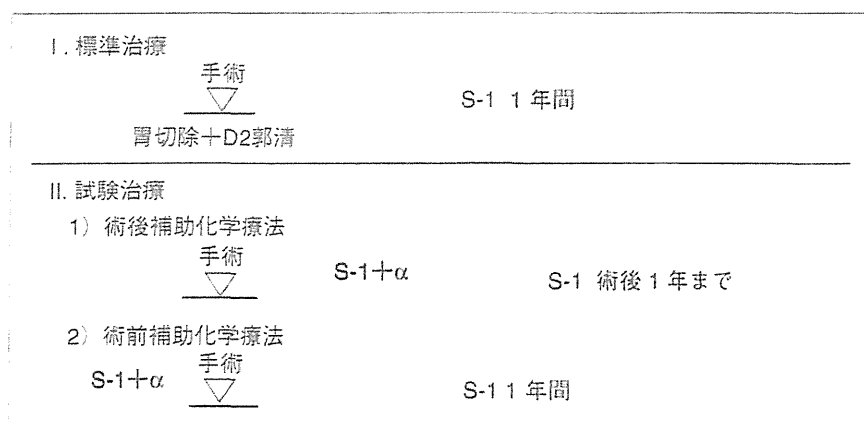 I. 標準治療
手術
S-1 1年間
胃切除+D2郭清
II. 試験治療
1) 術後補助化学療法
手術
S-1+α
S-1 術後1年まで
2) 術前補助化学療法
手術
S-1+α
S-1 1年間